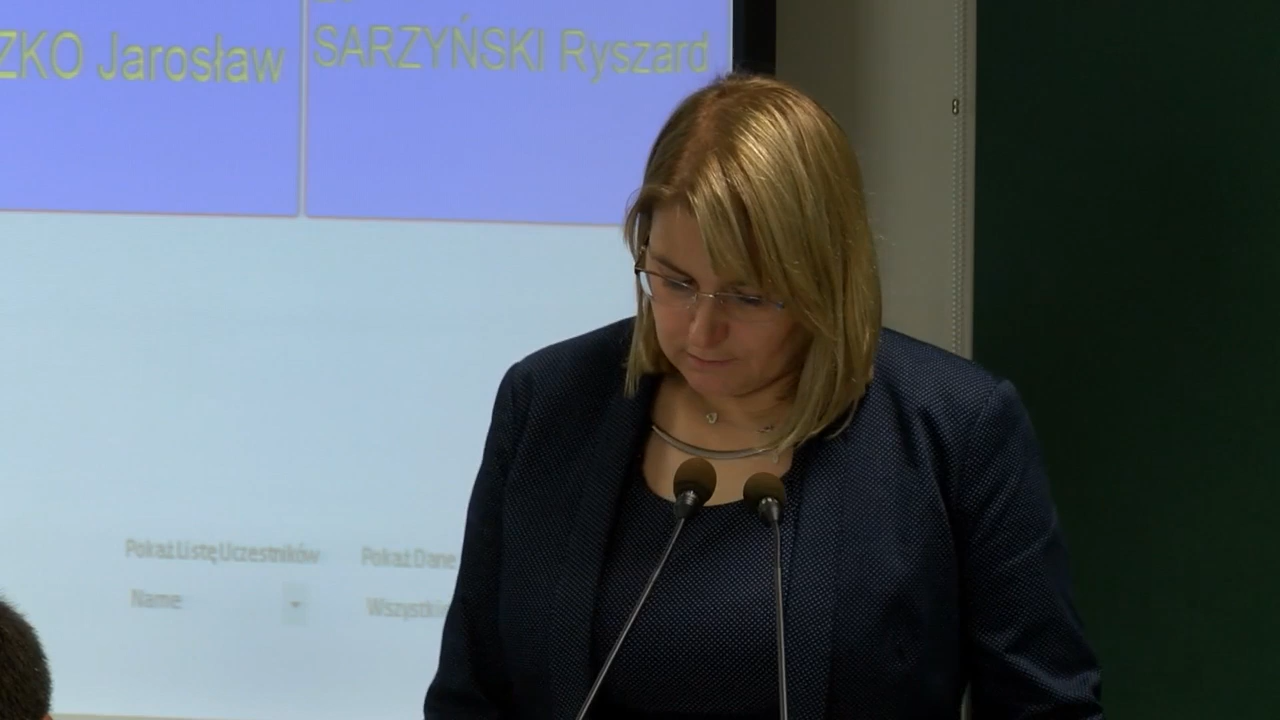 ZKO Jarosław
SARZYŃSKI Ryszard
Pokaż Listę Uczestników
Pokaż Dane
Name